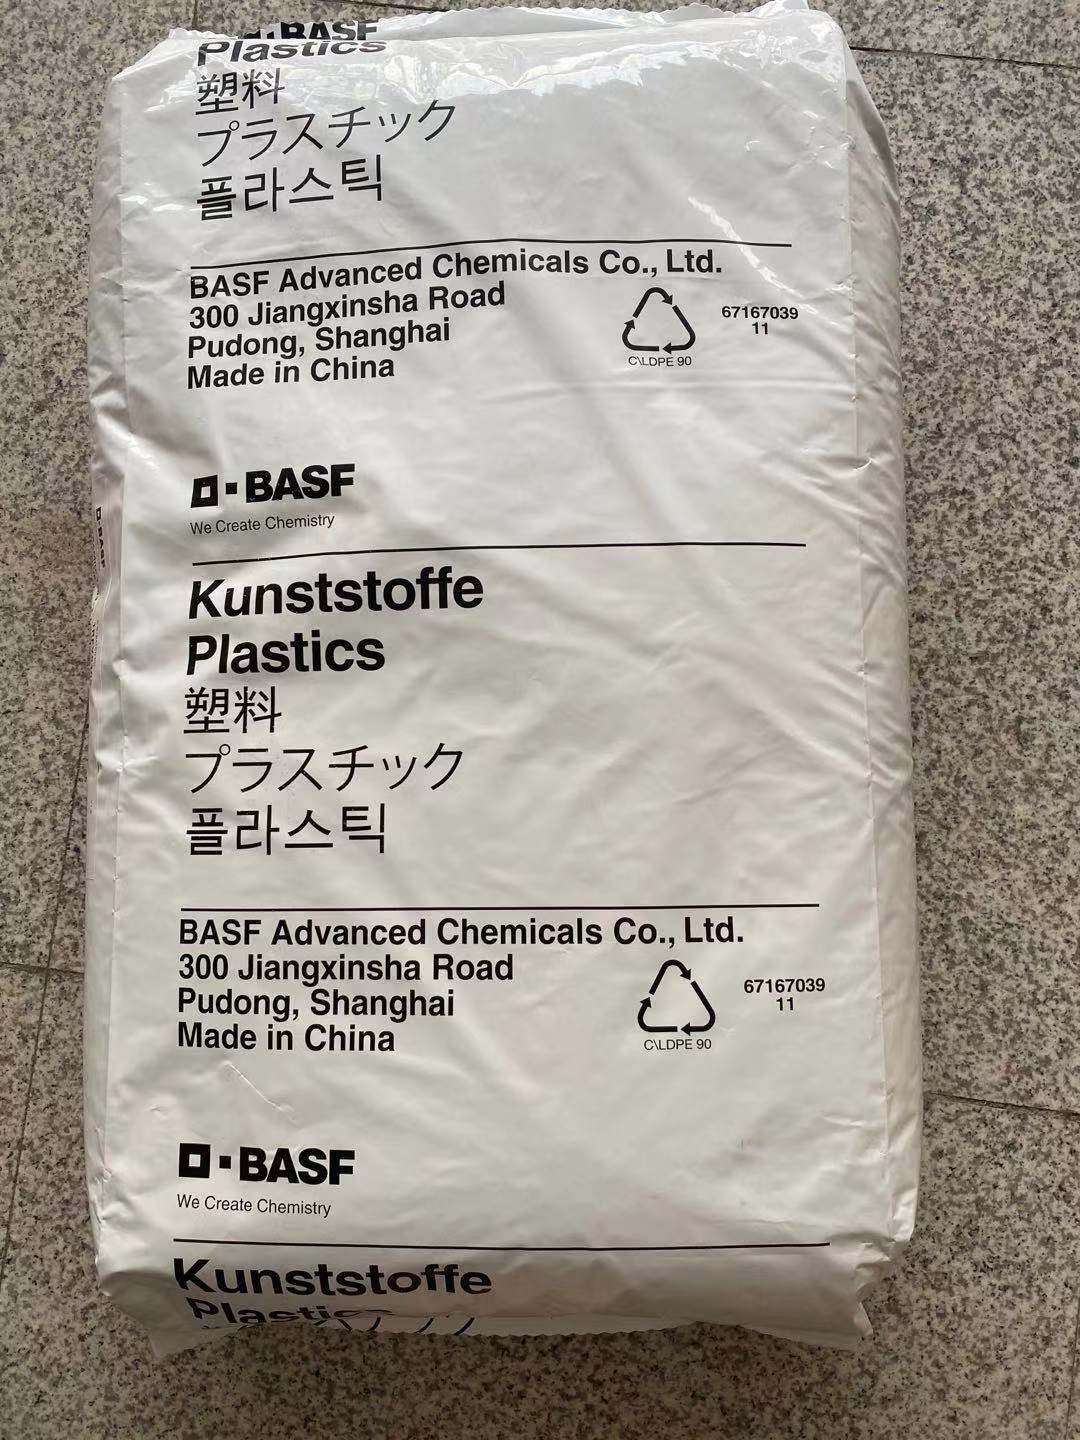 BASF
Plastics
塑料
プラスチック
플라스틱
BASF Advanced Chemicals Co., Ltd.
300 Jiangxinsha Road
Pudong, Shanghai
Made in China
67167039
11
C\LDPE 90
BASF
We Create Chemistry
Kunststoffe
Plastics
塑料
プラスチック
플라스틱
BASF Advanced Chemicals Co., Ltd.
300 Jiangxinsha Road
Pudong, Shanghai
Made in China
67167039
11
C\LDPE 90
BASF
We Create Chemistry
Kunststoffe
Plastics